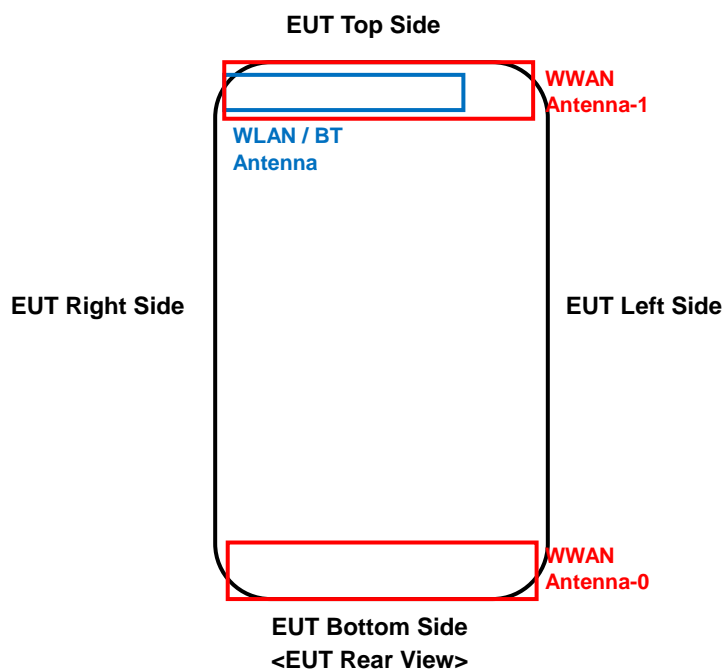 EUT Top Side
WWAN
Antenna-1
WLAN / BT
Antenna
EUT Right Side
EUT Left Side
WWAN
Antenna-0
EUT Bottom Side
<EUT Rear View>